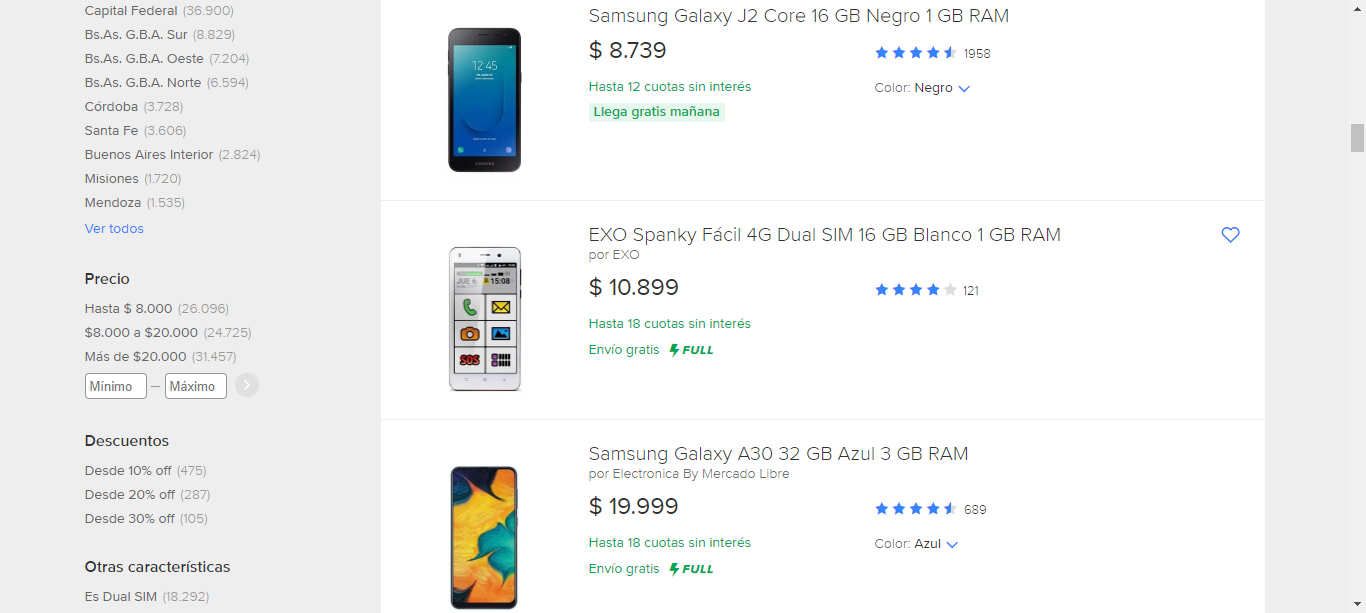 Capital Federal (36.900)
Bs.As. G.B.A. Sur (8.829)
Bs.As. G.B.A. Oeste (7.204)
Bs.As. G.B.A. Norte (6.594)
Córdoba (3.728)
Santa Fe (3.606)
Buenos Aires Interior (2.824)
Misiones (1.720)
Mendoza (1.535)
Ver todos
Precio
Hasta $ 8.000 (26.096)
$8.000 a $20.000 (24.725)
Más de $20.000 (31.457)
Mínimo – Máximo
Descuentos
Desde 10% off (475)
Desde 20% off (287)
Desde 30% off (105)
Otras características
Es Dual SIM (18.292)
12:45
SAMSUNG
Samsung Galaxy J2 Core 16 GB Negro 1 GB RAM
$ 8.739
1958
Hasta 12 cuotas sin interés
Color: Negro
Llega gratis mañana
JUE 6
15:08
SOS
EXO Spanky Fácil 4G Dual SIM 16 GB Blanco 1 GB RAM
por EXO
$ 10.899
121
Hasta 18 cuotas sin interés
Envío gratis FULL
Samsung Galaxy A30 32 GB Azul 3 GB RAM
por Electronica By Mercado Libre
$ 19.999
689
Hasta 18 cuotas sin interés
Color: Azul
Envío gratis FULL